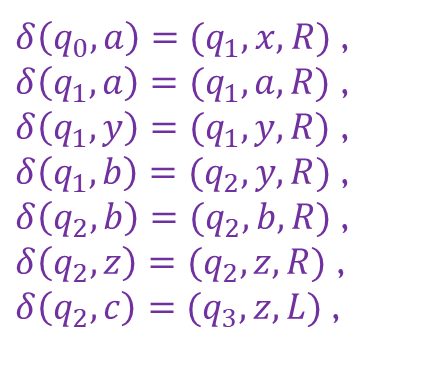 δ(q₀, a) = (q₁, x, R) ,
δ(q₁, a) = (q₁, a, R) ,
δ(q₁, y) = (q₁, y, R) ,
δ(q₁, b) = (q₂, y, R) ,
δ(q₂, b) = (q₂, b, R) ,
δ(q₂, z) = (q₂, z, R) ,
δ(q₂, c) = (q₃, z, L) ,